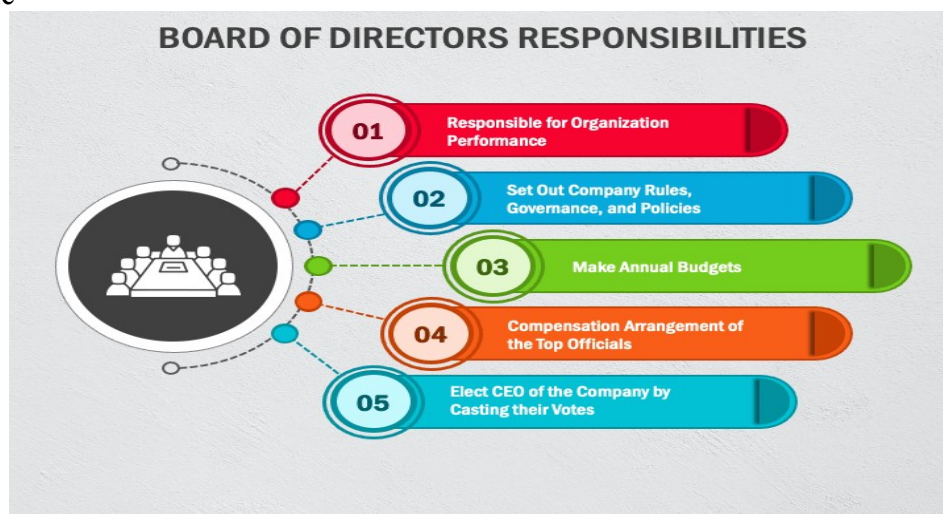 BOARD OF DIRECTORS RESPONSIBILITIES
01
Responsible for Organization
Performance
02
Set Out Company Rules,
Governance, and Policies
03
Make Annual Budgets
04
Compensation Arrangement of
the Top Officials
05
Elect CEO of the Company by
Casting their Votes